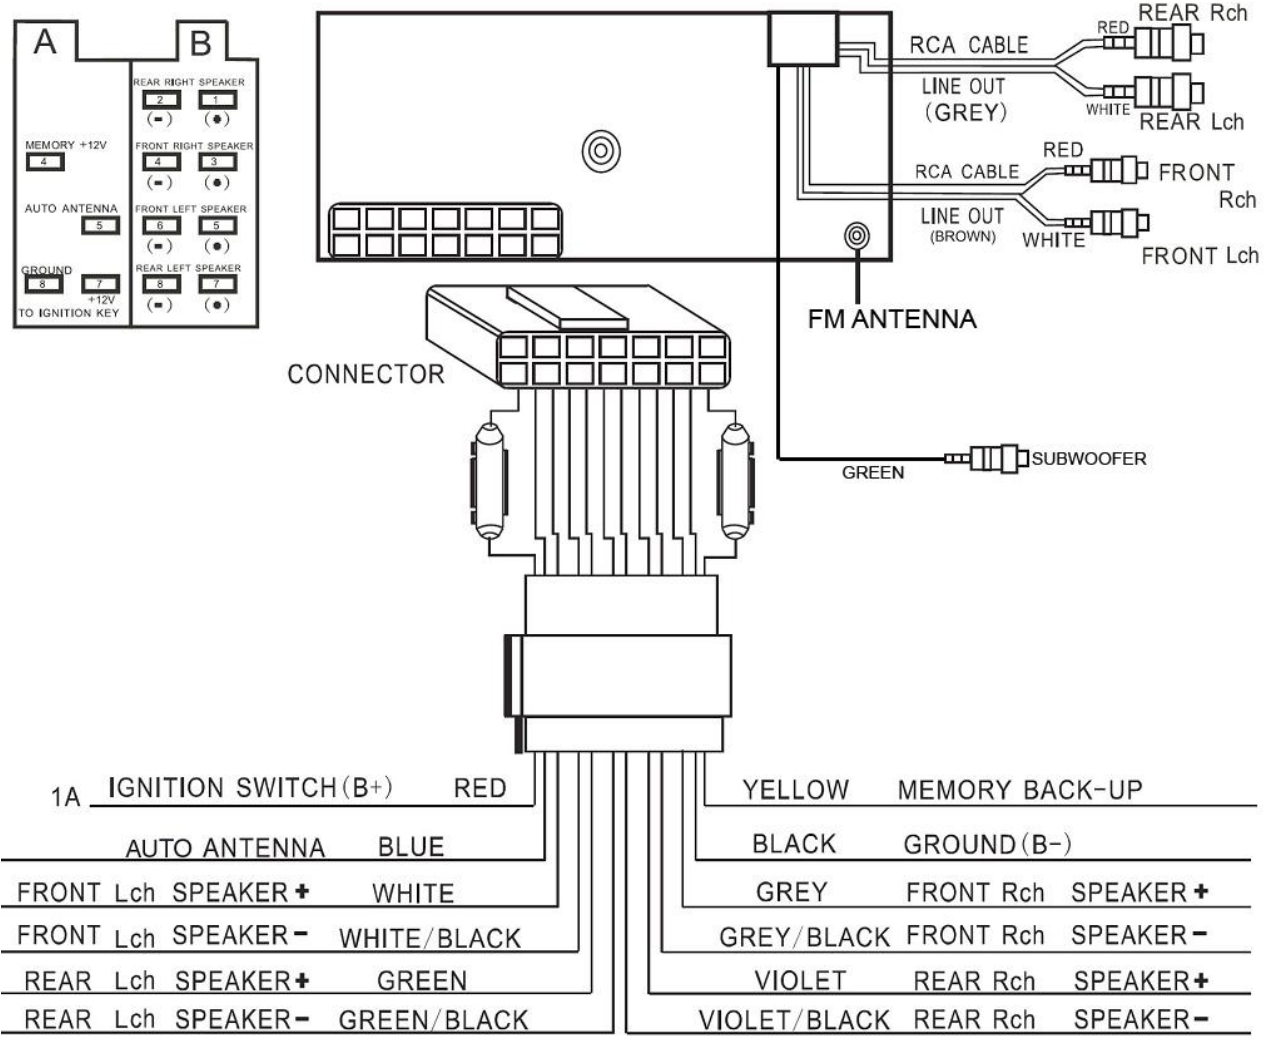 A B
REAR RIGHT SPEAKER
2 1
(-) (•)
MEMORY +12V
4
FRONT RIGHT SPEAKER
4 3
(-) (•)
AUTO ANTENNA
5
FRONT LEFT SPEAKER
6 5
(-) (•)
GROUND
8 7
+12V
TO IGNITION KEY
REAR LEFT SPEAKER
8 7
(-) (•)
REAR Rch
RED
RCA CABLE
LINE OUT
(GREY)
WHITE
REAR Lch
RED
RCA CABLE
FRONT
Rch
LINE OUT
(BROWN)
WHITE
FRONT Lch
FM ANTENNA
CONNECTOR
GREEN
SUBWOOFER
1A IGNITION SWITCH(B+) RED
AUTO ANTENNA BLUE
FRONT Lch SPEAKER+ WHITE
FRONT Lch SPEAKER- WHITE/BLACK
REAR Lch SPEAKER+ GREEN
REAR Lch SPEAKER- GREEN/BLACK
YELLOW MEMORY BACK-UP
BLACK GROUND(B-)
GREY FRONT Rch SPEAKER+
GREY/BLACK FRONT Rch SPEAKER-
VIOLET REAR Rch SPEAKER+
VIOLET/BLACK REAR Rch SPEAKER-